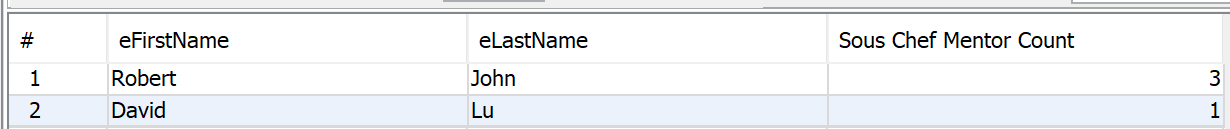 # eFirstName eLastName Sous Chef Mentor Count
1 Robert John 3
2 David Lu 1